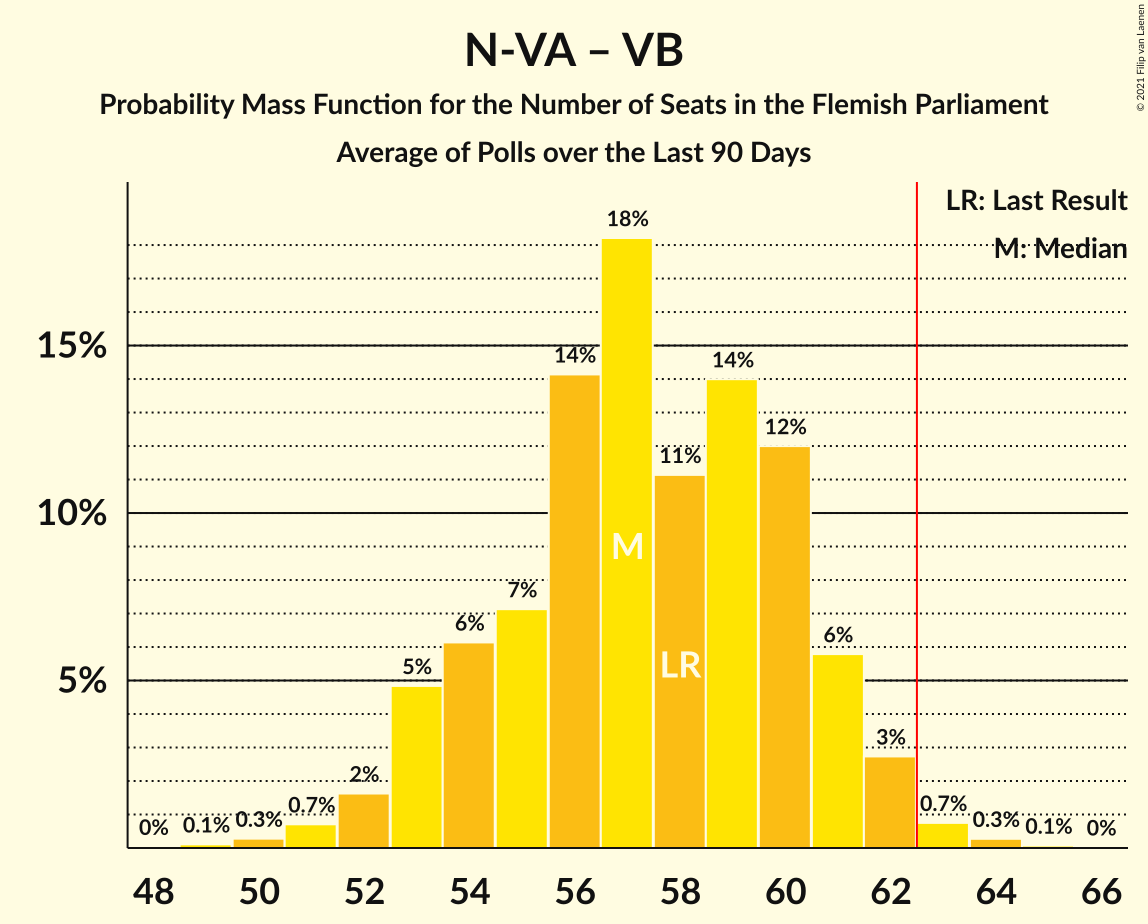 N-VA – VB
Probability Mass Function for the Number of Seats in the Flemish Parliament
Average of Polls over the Last 90 Days
© 2021 Filip van Laenen
LR: Last Result
M: Median
18%
15%
14%
14%
12%
11%
10%
M
7%
6%
6%
LR
5%
5%
3%
2%
0.7%
0.7%
0.3%
0.3%
0.1%
0.1%
0%
0%
48 50 52 54 56 58 60 62 64 66